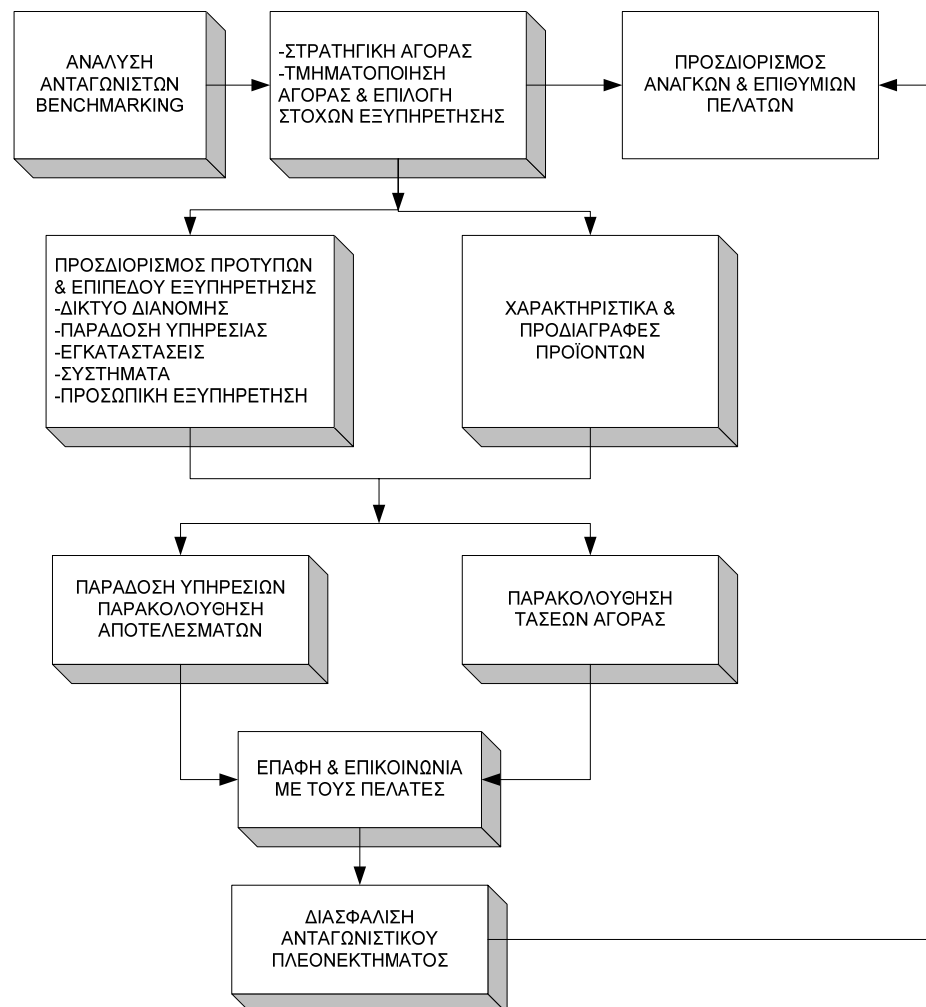 ΑΝΑΛΥΣΗ
ΑΝΤΑΓΩΝΙΣΤΩΝ
BENCHMARKING
-ΣΤΡΑΤΗΓΙΚΗ ΑΓΟΡΑΣ
-ΤΜΗΜΑΤΟΠΟΙΗΣΗ
ΑΓΟΡΑΣ & ΕΠΙΛΟΓΗ
ΣΤΟΧΩΝ ΕΞΥΠΗΡΕΤΗΣΗΣ
ΠΡΟΣΔΙΟΡΙΣΜΟΣ
ΑΝΑΓΚΩΝ & ΕΠΙΘΥΜΙΩΝ
ΠΕΛΑΤΩΝ
ΠΡΟΣΔΙΟΡΙΣΜΟΣ ΠΡΟΤΥΠΩΝ
& ΕΠΙΠΕΔΟΥ ΕΞΥΠΗΡΕΤΗΣΗΣ
-ΔΙΚΤΥΟ ΔΙΑΝΟΜΗΣ
-ΠΑΡΑΔΟΣΗ ΥΠΗΡΕΣΙΑΣ
-ΕΓΚΑΤΑΣΤΑΣΕΙΣ
-ΣΥΣΤΗΜΑΤΑ
-ΠΡΟΣΩΠΙΚΗ ΕΞΥΠΗΡΕΤΗΣΗ
ΧΑΡΑΚΤΗΡΙΣΤΙΚΑ &
ΠΡΟΔΙΑΓΡΑΦΕΣ
ΠΡΟΪΟΝΤΩΝ
ΠΑΡΑΔΟΣΗ ΥΠΗΡΕΣΙΩΝ
ΠΑΡΑΚΟΛΟΥΘΗΣΗ
ΑΠΟΤΕΛΕΣΜΑΤΩΝ
ΠΑΡΑΚΟΛΟΥΘΗΣΗ
ΤΑΣΕΩΝ ΑΓΟΡΑΣ
ΕΠΑΦΗ & ΕΠΙΚΟΙΝΩΝΙΑ
ΜΕ ΤΟΥΣ ΠΕΛΑΤΕΣ
ΔΙΑΣΦΑΛΙΣΗ
ΑΝΤΑΓΩΝΙΣΤΙΚΟΥ
ΠΛΕΟΝΕΚΤΗΜΑΤΟΣ